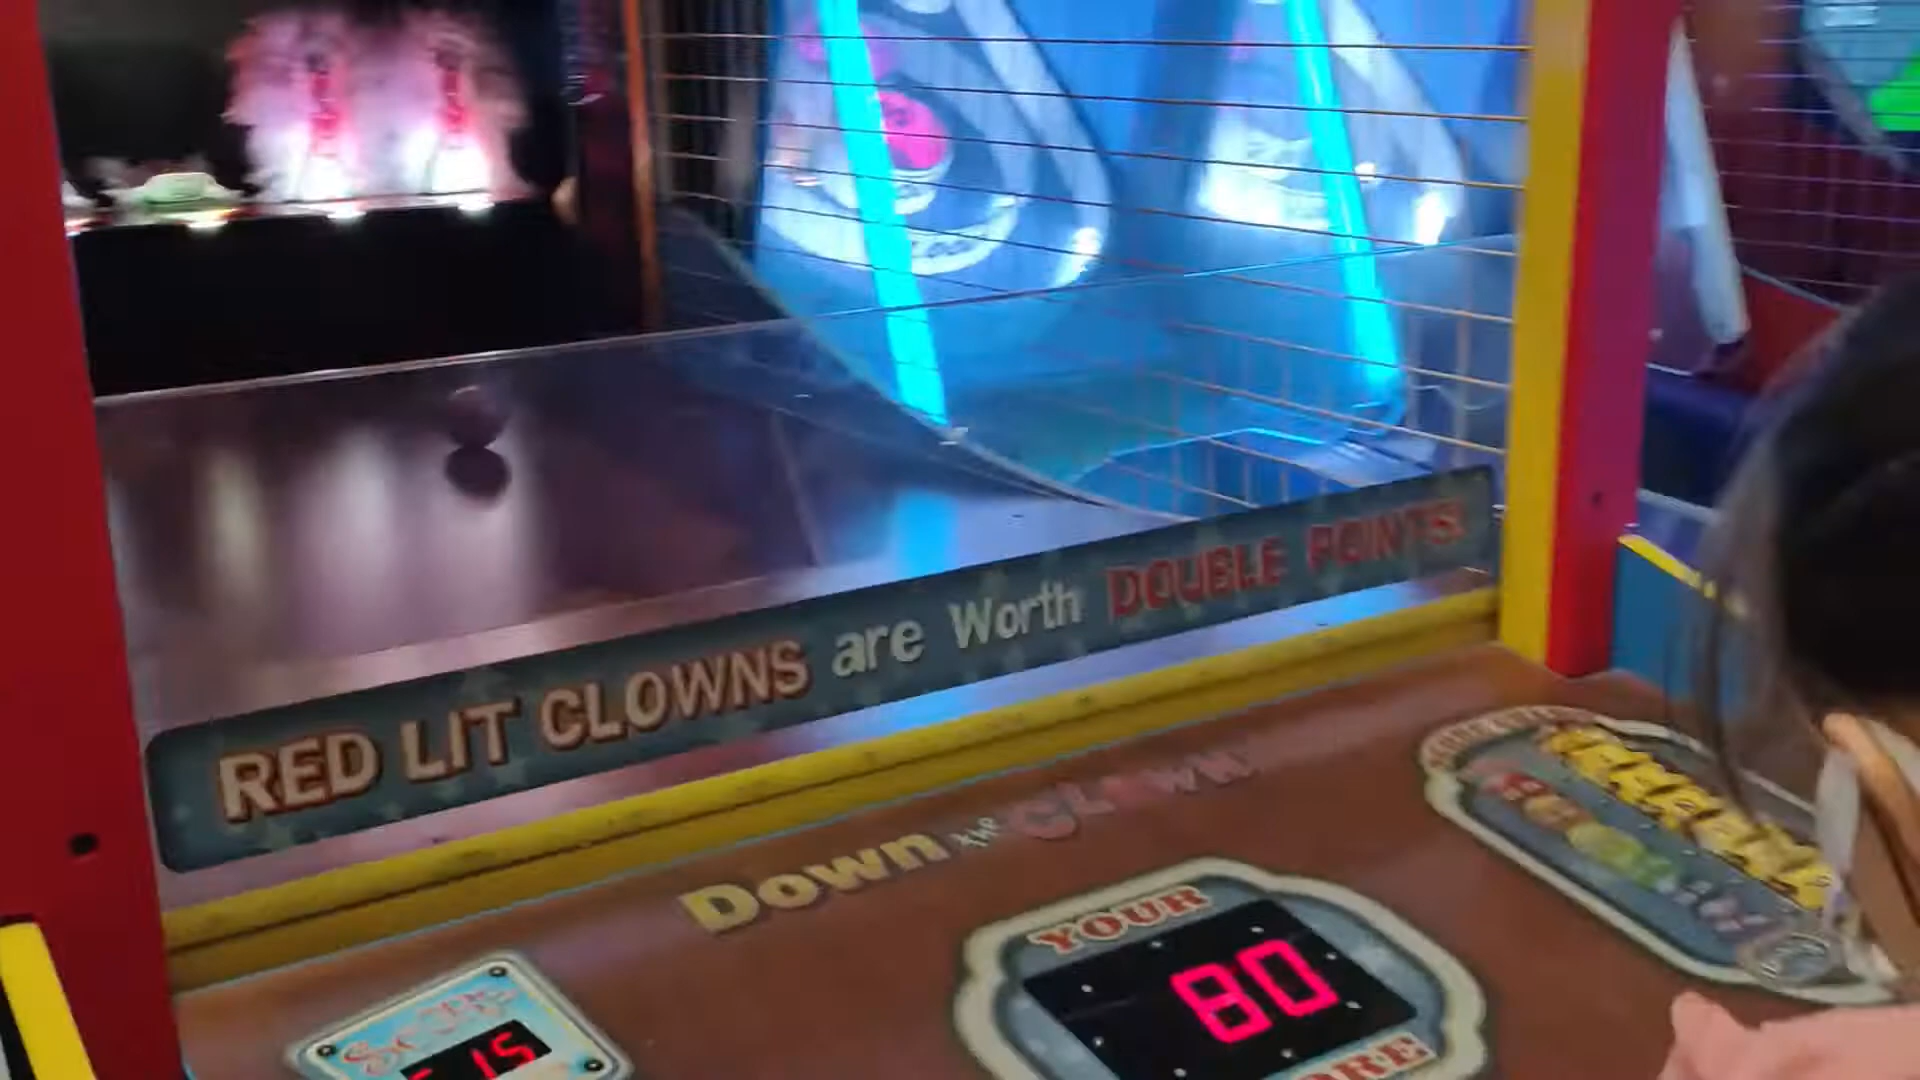 RED LIT CLOWNS are Worth DOUBLE POINTS!
Down the CLOWN
YOUR
80
15